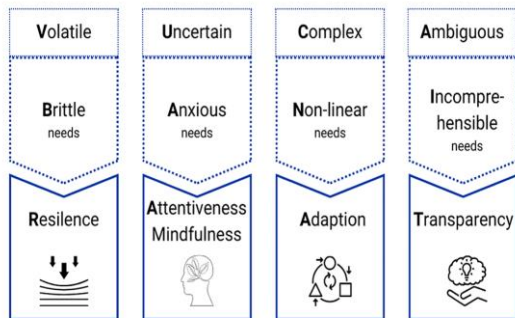 Volatile
Uncertain
Complex
Ambiguous
Brittle
needs
Anxious
needs
Non-linear
needs
Incompre-
hensible
needs
Resilence
Attentiveness
Mindfulness
Adaption
Transparency